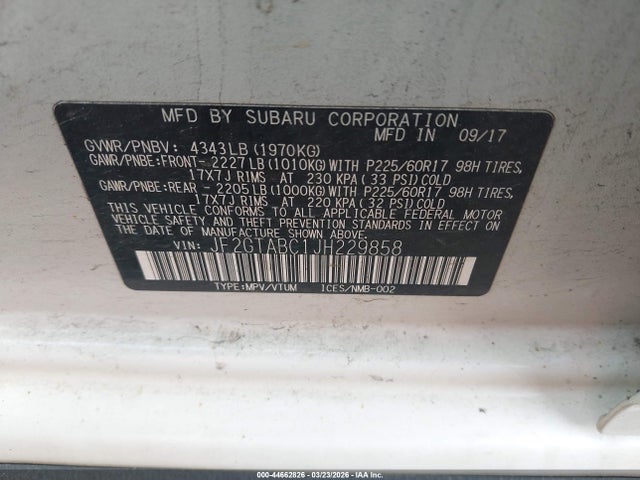 MFD BY SUBARU CORPORATION
MFD IN 09/17
GVWR/PNBV: 4343LB (1970KG)
GAWR/PNBE:FRONT- 2227LB(1010KG)WITH P225/60R17 98H TIRES,
17X7J RIMS AT 230 KPA (33 PSI)COLD
GAWR/PNBE:REAR - 2205LB(1000KG)WITH P225/60R17 98H TIRES,
17X7J RIMS AT 220 KPA (32 PSI)COLD
THIS VEHICLE CONFORMS TO ALL APPLICABLE FEDERAL MOTOR
VEHICLE SAFETY AND THEFT PREVENTION STANDARDS IN EFFECT ON
THE DATE OF MANUFACTURE SHOWN ABOVE.
VIN: JF2GTABC1JH229858
TYPE:MPV/VTUM ICES/NMB-002
000-44662826 - 03/23/2026 - IAA Inc.